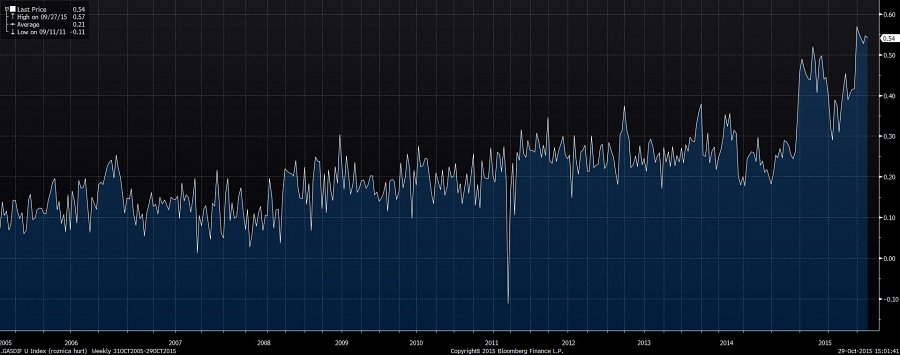 Last Price 0.54
High on 09/27/15 0.57
Average 0.21
Low on 09/11/11 -0.11
0.60
0.54
0.50
0.40
0.30
0.20
0.10
0.00
-0.10
2005 2006 2007 2008 2009 2010 2011 2012 2013 2014 2015
.GASDIF U Index (roznica hurt) Weekly 31OCT2005-29OCT2015 Copyright© 2015 Bloomberg Finance L.P. 29-Oct-2015 15:01:41